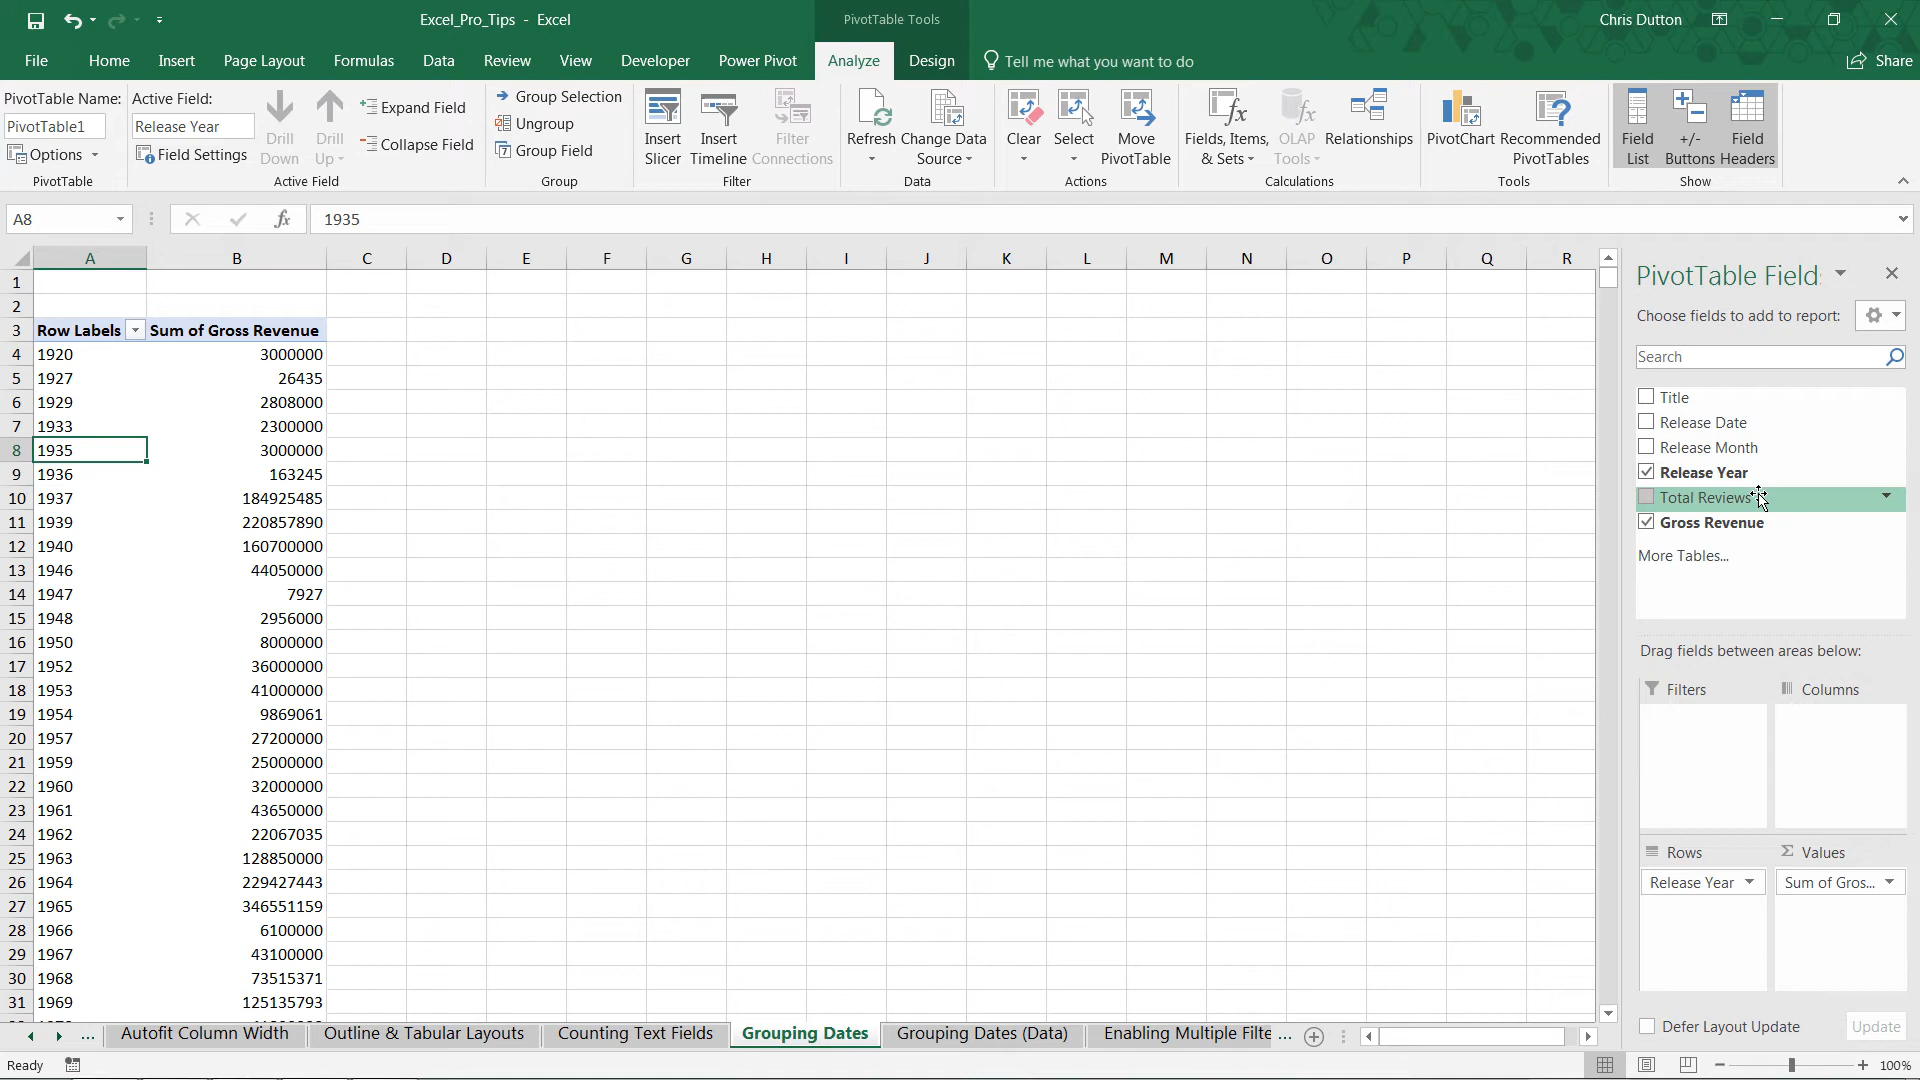 Excel_Pro_Tips - Excel
PivotTable Tools
Chris Dutton
File Home Insert Page Layout Formulas Data Review View Developer Power Pivot Analyze Design Tell me what you want to do Share
PivotTable Name:
PivotTable1
Options
PivotTable
Active Field:
Release Year
Field Settings
Drill Down
Drill Up
Expand Field
Collapse Field
Active Field
Group Selection
Ungroup
Group Field
Group
Insert Slicer
Insert Timeline
Filter Connections
Filter
Refresh
Change Data Source
Data
Clear
Select
Move PivotTable
Actions
Fields, Items, & Sets
OLAP Tools
Relationships
Calculations
PivotChart
Recommended PivotTables
Tools
Field List
+/- Buttons
Field Headers
Show
A8 fx 1935
A B C D E F G H I J K L M N O P Q R
1
2
3 Row Labels Sum of Gross Revenue
4 1920 3000000
5 1927 26435
6 1929 2808000
7 1933 2300000
8 1935 3000000
9 1936 163245
10 1937 184925485
11 1939 220857890
12 1940 160700000
13 1946 44050000
14 1947 7927
15 1948 2956000
16 1950 8000000
17 1952 36000000
18 1953 41000000
19 1954 9869061
20 1957 27200000
21 1959 25000000
22 1960 32000000
23 1961 43650000
24 1962 22067035
25 1963 128850000
26 1964 229427443
27 1965 346551159
28 1966 6100000
29 1967 43100000
30 1968 73515371
31 1969 125135793
PivotTable Field
Choose fields to add to report:
Search
Title
Release Date
Release Month
Release Year
Total Reviews
Gross Revenue
More Tables...
Drag fields between areas below:
Filters
Columns
Rows
Values
Release Year
Sum of Gros...
Defer Layout Update
Update
... Autofit Column Width Outline & Tabular Layouts Counting Text Fields Grouping Dates Grouping Dates (Data) Enabling Multiple Filte ...
Ready
100%